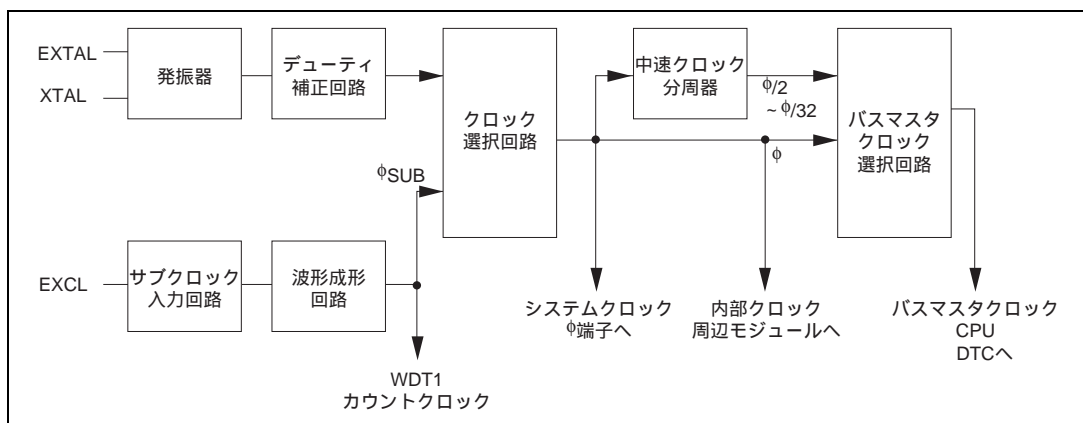 EXTAL
XTAL
発振器
デューティ
補正回路
クロック
選択回路
中速クロック
分周器
φ/2
~ φ/32
φ
バスマスタ
クロック
選択回路
φSUB
EXCL
サブクロック
入力回路
波形成形
回路
WDT1
カウントクロック
システムクロック
φ端子へ
内部クロック
周辺モジュールへ
バスマスタクロック
CPU
DTCへ